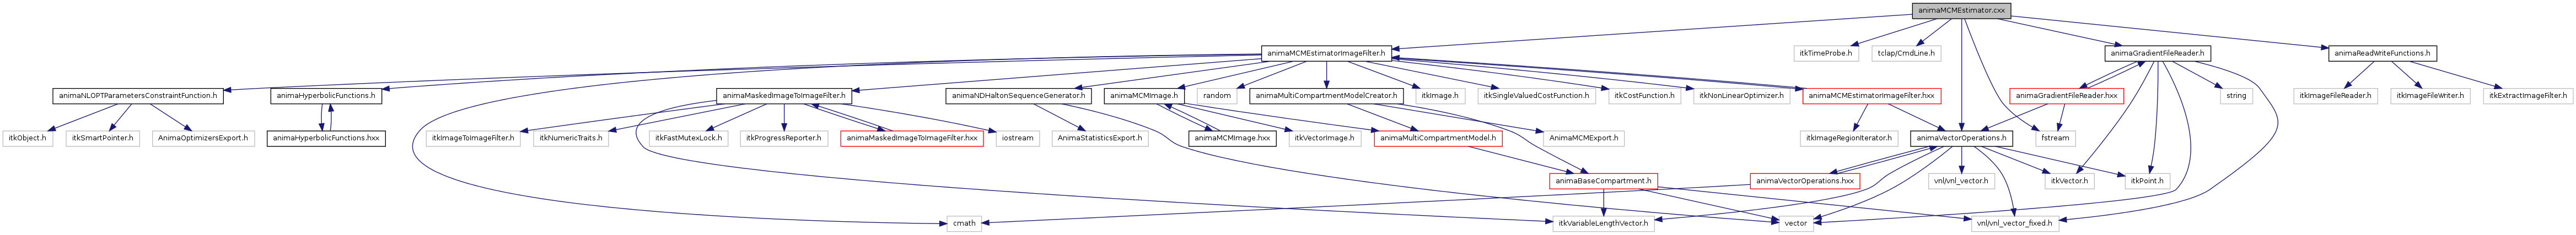 animaMCMEstimator.cxx
animaMCMEstimatorImageFilter.h
itkTimeProbe.h
tclap/CmdLine.h
animaGradientFileReader.h
animaReadWriteFunctions.h
animaNLOPTParametersConstraintFunction.h
animaHyperbolicFunctions.h
animaMaskedImageToImageFilter.h
animaNDHaltonSequenceGenerator.h
animaMCMImage.h
random
animaMultiCompartmentModelCreator.h
itkImage.h
itkSingleValuedCostFunction.h
itkCostFunction.h
itkNonLinearOptimizer.h
animaMCMEstimatorImageFilter.hxx
animaGradientFileReader.hxx
string
itkImageFileReader.h
itkImageFileWriter.h
itkExtractImageFilter.h
itkObject.h
itkSmartPointer.h
AnimaOptimizersExport.h
animaHyperbolicFunctions.hxx
itkImageToImageFilter.h
itkNumericTraits.h
itkFastMutexLock.h
itkProgressReporter.h
animaMaskedImageToImageFilter.hxx
iostream
AnimaStatisticsExport.h
animaMCMImage.hxx
itkVectorImage.h
animaMultiCompartmentModel.h
AnimaMCMExport.h
itkImageRegionIterator.h
animaVectorOperations.h
fstream
animaBaseCompartment.h
animaVectorOperations.hxx
vnl/vnl_vector.h
itkVector.h
itkPoint.h
cmath
itkVariableLengthVector.h
vector
vnl/vnl_vector_fixed.h